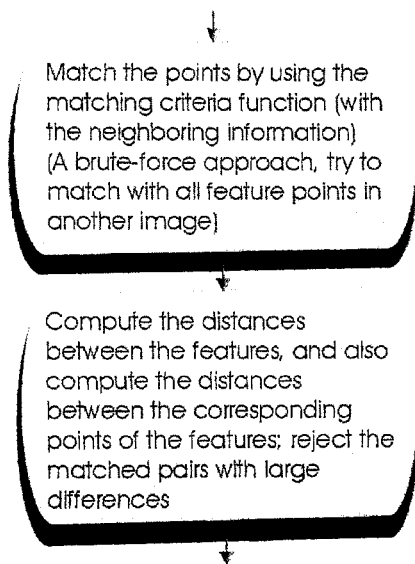 Match the points by using the
matching criteria function (with
the neighboring information)
(A brute-force approach, try to
match with all feature points in
another image)
Compute the distances
between the features, and also
compute the distances
between the corresponding
points of the features; reject the
matched pairs with large
differences